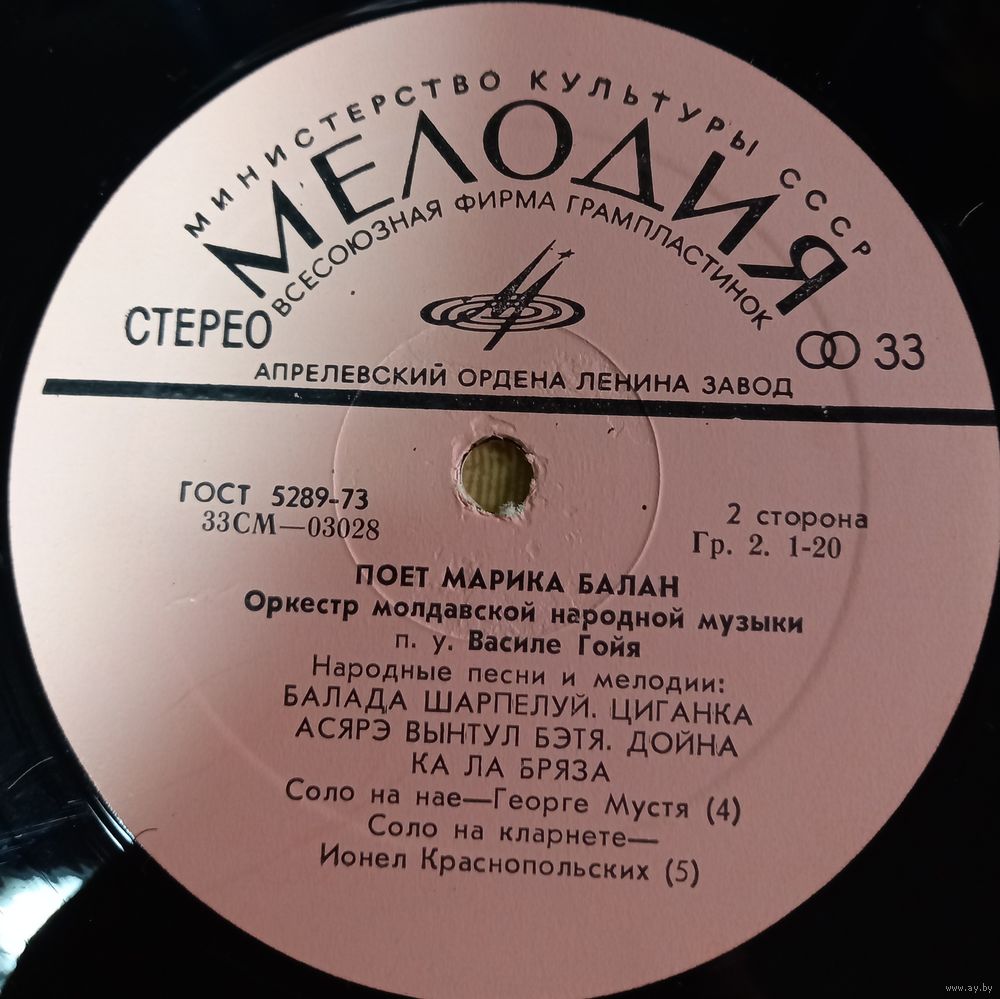 МИНИСТЕРСТВО КУЛЬТУРЫ СССР
МЕЛОДИЯ
ВСЕСОЮЗНАЯ ФИРМА ГРАМПЛАСТИНОК
СТЕРЕО
33
АПРЕЛЕВСКИЙ ОРДЕНА ЛЕНИНА ЗАВОД
ГОСТ 5289-73
33СМ—03028
2 сторона
Гр. 2. 1-20
ПОЕТ МАРИКА БАЛАН
Оркестр молдавской народной музыки
п. у. Василе Гойя
Народные песни и мелодии:
БАЛАДА ШАРПЕЛУЙ. ЦИГАНКА
АСЯРЭ ВЫНТУЛ БЭТЯ. ДОЙНА
КА ЛА БРЯЗА
Соло на нае—Георге Мустя (4)
Соло на кларнете—
Ионел Краснопольских (5)
www.ay.by